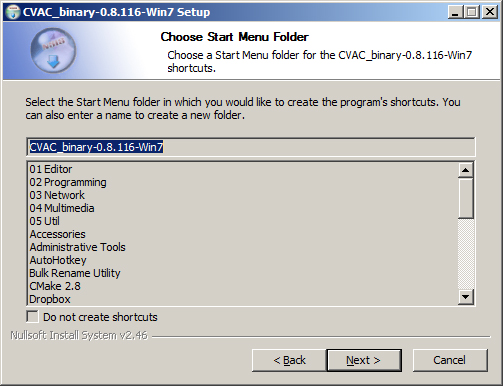 CVAC_binary-0.8.116-Win7 Setup
Choose Start Menu Folder
Choose a Start Menu folder for the CVAC_binary-0.8.116-Win7
shortcuts.
Select the Start Menu folder in which you would like to create the program's shortcuts. You
can also enter a name to create a new folder.
CVAC_binary-0.8.116-Win7
01 Editor
02 Programming
03 Network
04 Multimedia
05 Util
Accessories
Administrative Tools
AutoHotkey
Bulk Rename Utility
CMake 2.8
Dropbox
Do not create shortcuts
Nullsoft Install System v2.46
< Back
Next >
Cancel